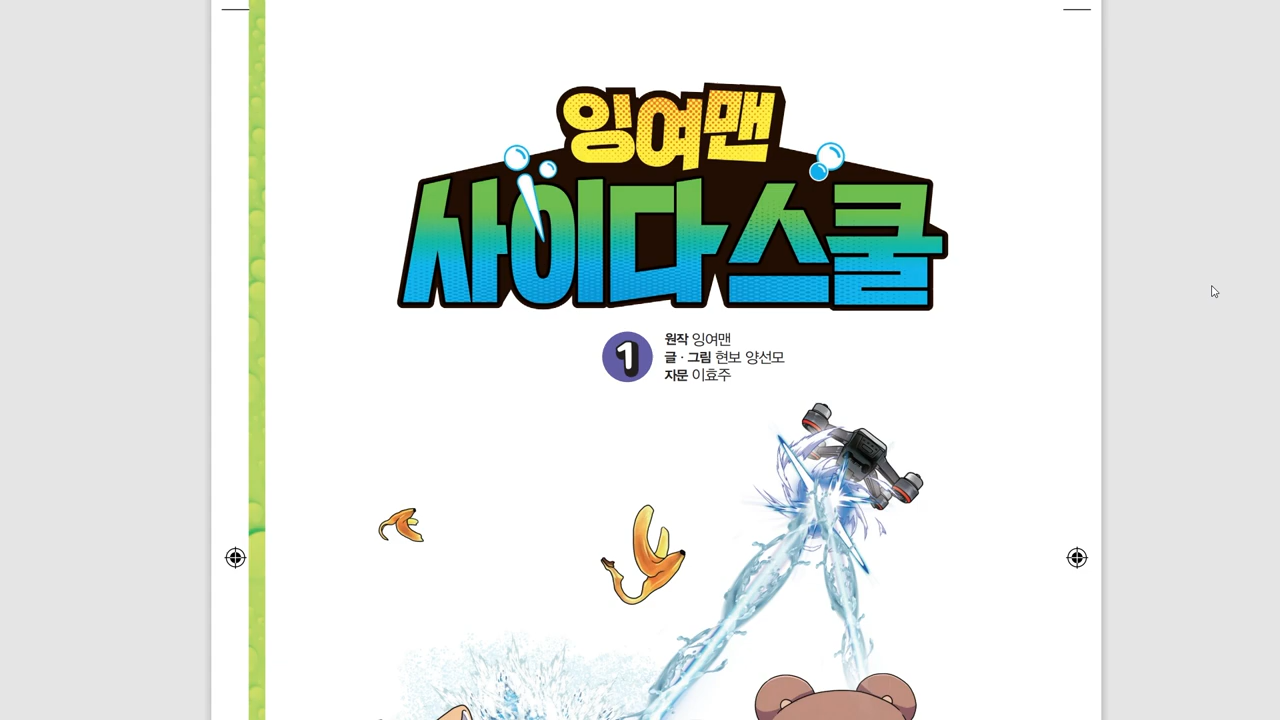 잉여맨
사이다 스쿨
1
원작 잉여맨
글 · 그림 현보 양선모
자문 이효주